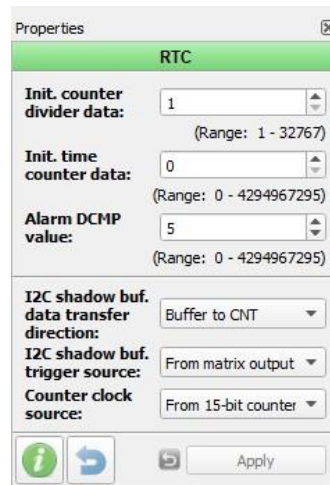 Properties
RTC
Init. counter
divider data:
1
(Range: 1 - 32767)
Init. time
counter data:
0
(Range: 0 - 4294967295)
Alarm DCMP
value:
5
(Range: 0 - 4294967295)
I2C shadow buf.
data transfer
direction:
Buffer to CNT
I2C shadow buf.
trigger source:
From matrix output
Counter clock
source:
From 15-bit counter
Apply